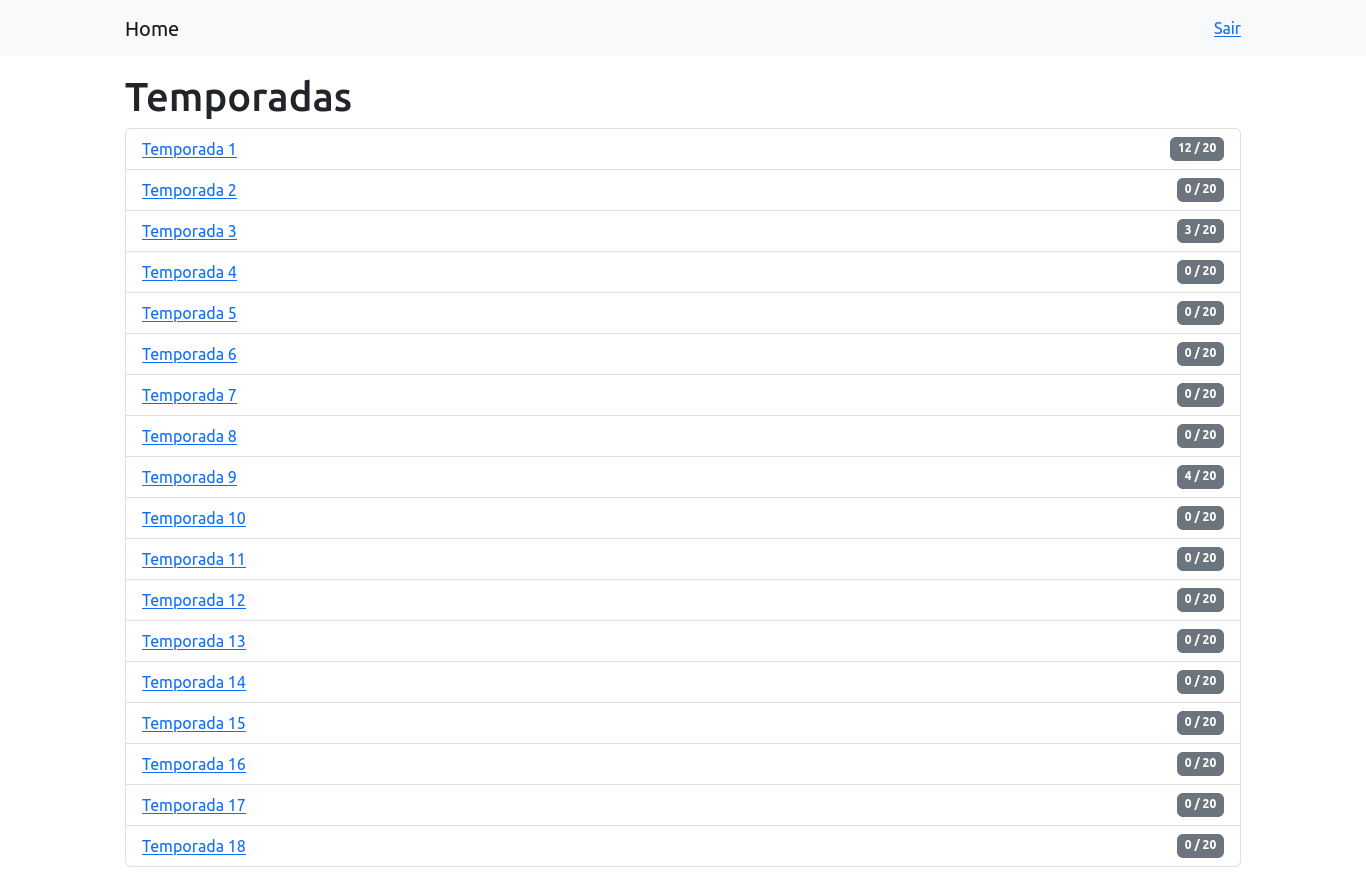 Home Sair
Temporadas
Temporada 1 12 / 20
Temporada 2 0 / 20
Temporada 3 3 / 20
Temporada 4 0 / 20
Temporada 5 0 / 20
Temporada 6 0 / 20
Temporada 7 0 / 20
Temporada 8 0 / 20
Temporada 9 4 / 20
Temporada 10 0 / 20
Temporada 11 0 / 20
Temporada 12 0 / 20
Temporada 13 0 / 20
Temporada 14 0 / 20
Temporada 15 0 / 20
Temporada 16 0 / 20
Temporada 17 0 / 20
Temporada 18 0 / 20